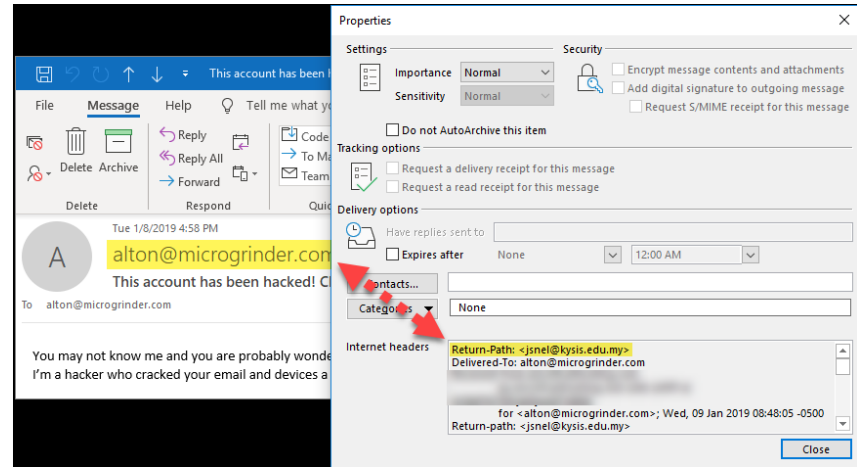 This account has been
File Message Help Tell me what yo
Delete Archive
Reply
Reply All
Forward
Code
To Ma
Team
Delete Respond Quic
Tue 1/8/2019 4:58 PM
A
alton@microgrinder.com
This account has been hacked! C
To alton@microgrinder.com
You may not know me and you are probably wonde
I'm a hacker who cracked your email and devices a
Properties
Settings
Security
Importance Normal
Sensitivity Normal
Encrypt message contents and attachments
Add digital signature to outgoing message
Request S/MIME receipt for this message
Do not AutoArchive this item
Tracking options
Request a delivery receipt for this message
Request a read receipt for this message
Delivery options
Have replies sent to
Expires after None 12:00 AM
Contacts...
Categories None
Internet headers
Return-Path: <jsnel@kysis.edu.my>
Delivered-To: alton@microgrinder.com
for <alton@microgrinder.com>; Wed, 09 Jan 2019 08:48:05 -0500
Return-path: <jsnel@kysis.edu.my>
Close